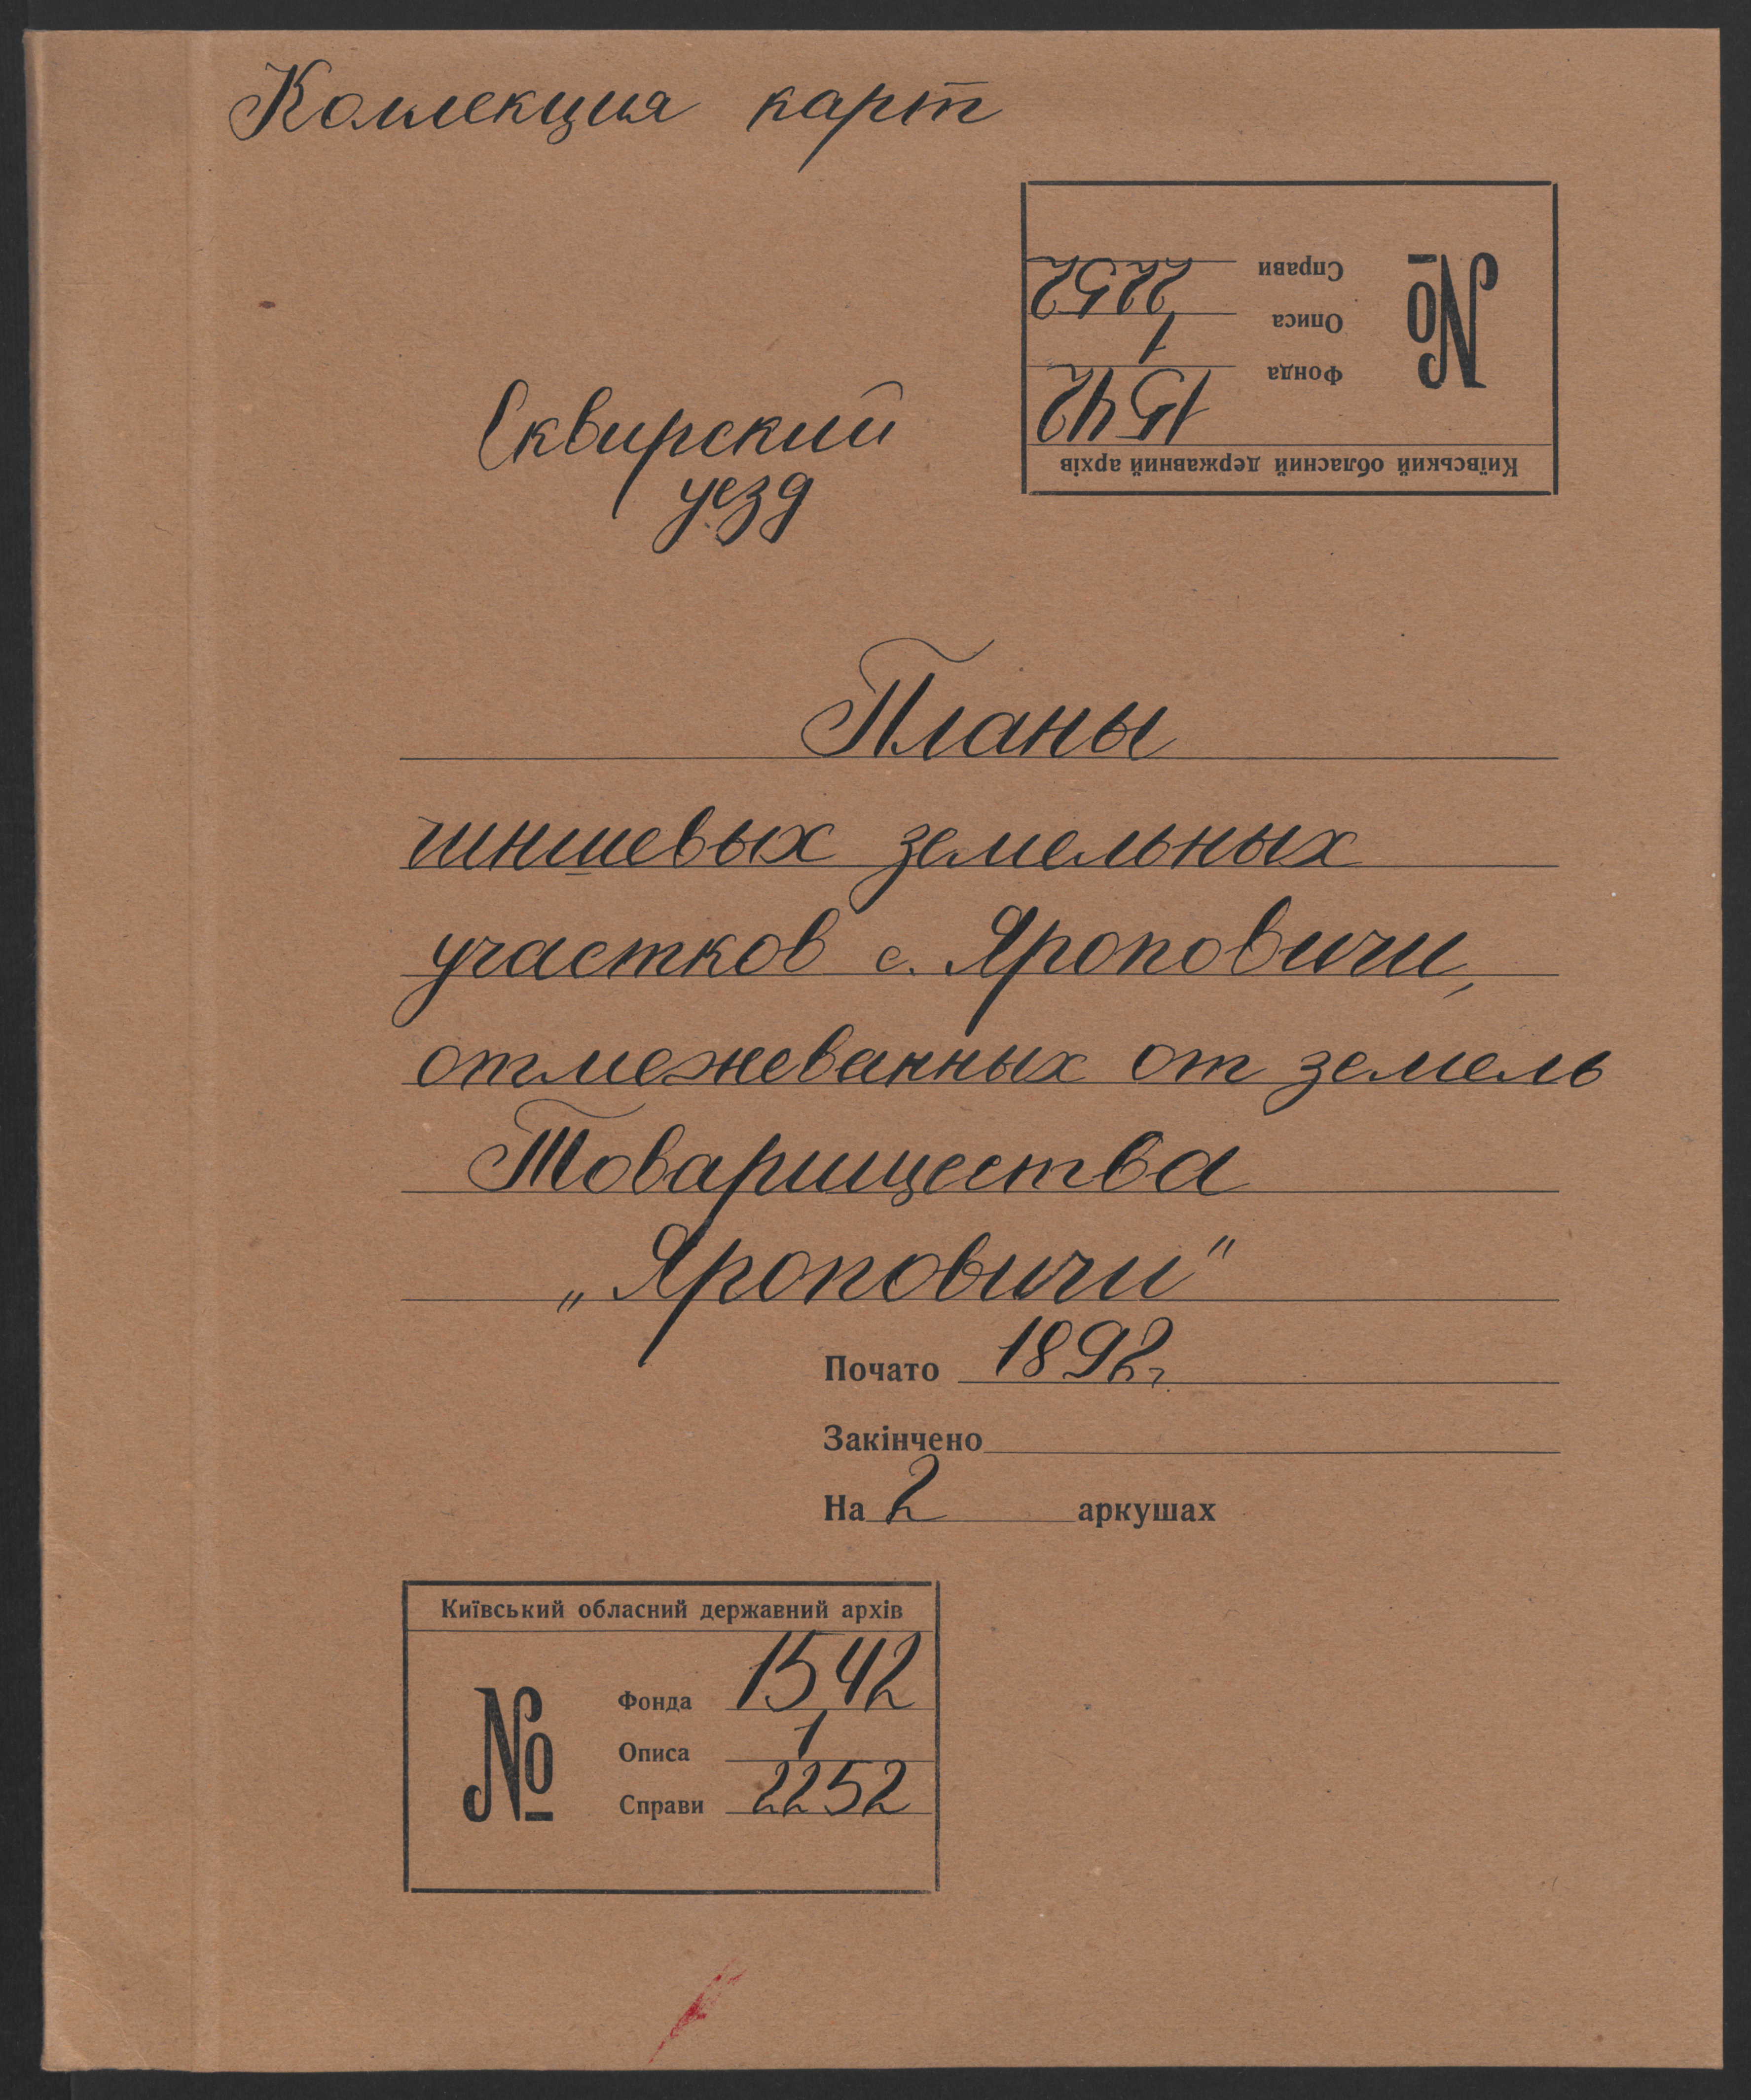 Коллекция карт
Справи 2252
Описа 1
Фонда 1542
№
Київський обласний державний архів
Сквирский
уезд
Планы
чиншевых земельных
участков с. Яроповичи,
отмежеванных от земель
Товарищества
„Яроповичи“
Почато 1892г.
Закінчено
На 2 аркушах
Київський обласний державний архів
№
Фонда 1542
Описа 1
Справи 2252